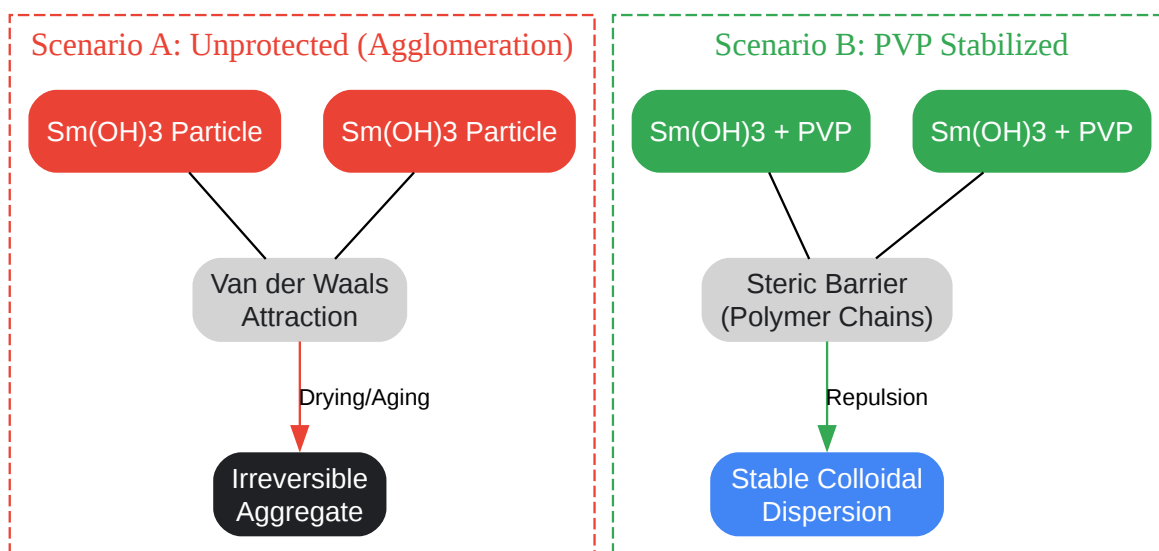 Scenario A: Unprotected (Agglomeration)
Sm(OH)3 Particle
Sm(OH)3 Particle
Van der Waals
Attraction
Drying/Aging
Irreversible
Aggregate
Scenario B: PVP Stabilized
Sm(OH)3 + PVP
Sm(OH)3 + PVP
Steric Barrier
(Polymer Chains)
Repulsion
Stable Colloidal
Dispersion